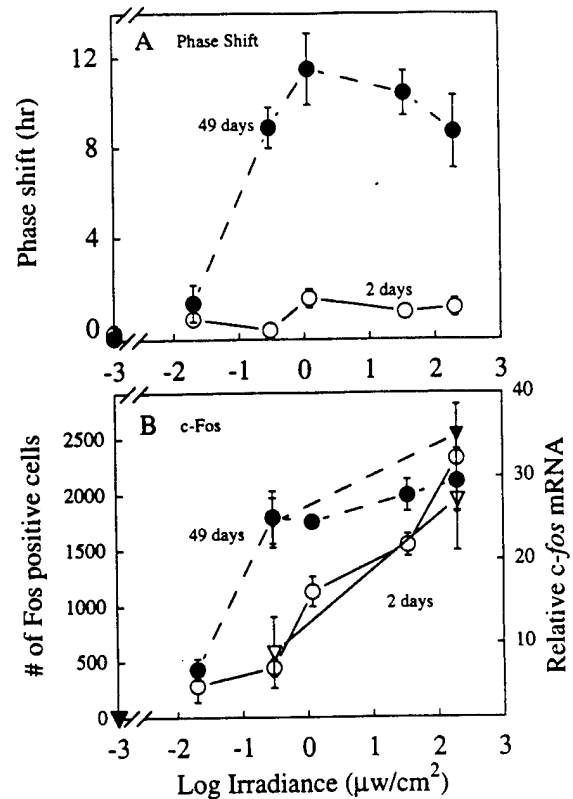 A Phase Shift
12
8
4
0
Phase shift (hr)
49 days
2 days
-3 -2 -1 0 1 2 3
B c-Fos
2500
2000
1500
1000
500
0
# of Fos positive cells
40
30
20
10
Relative c-fos mRNA
49 days
2 days
-3 -2 -1 0 1 2 3
Log Irradiance (μw/cm²)